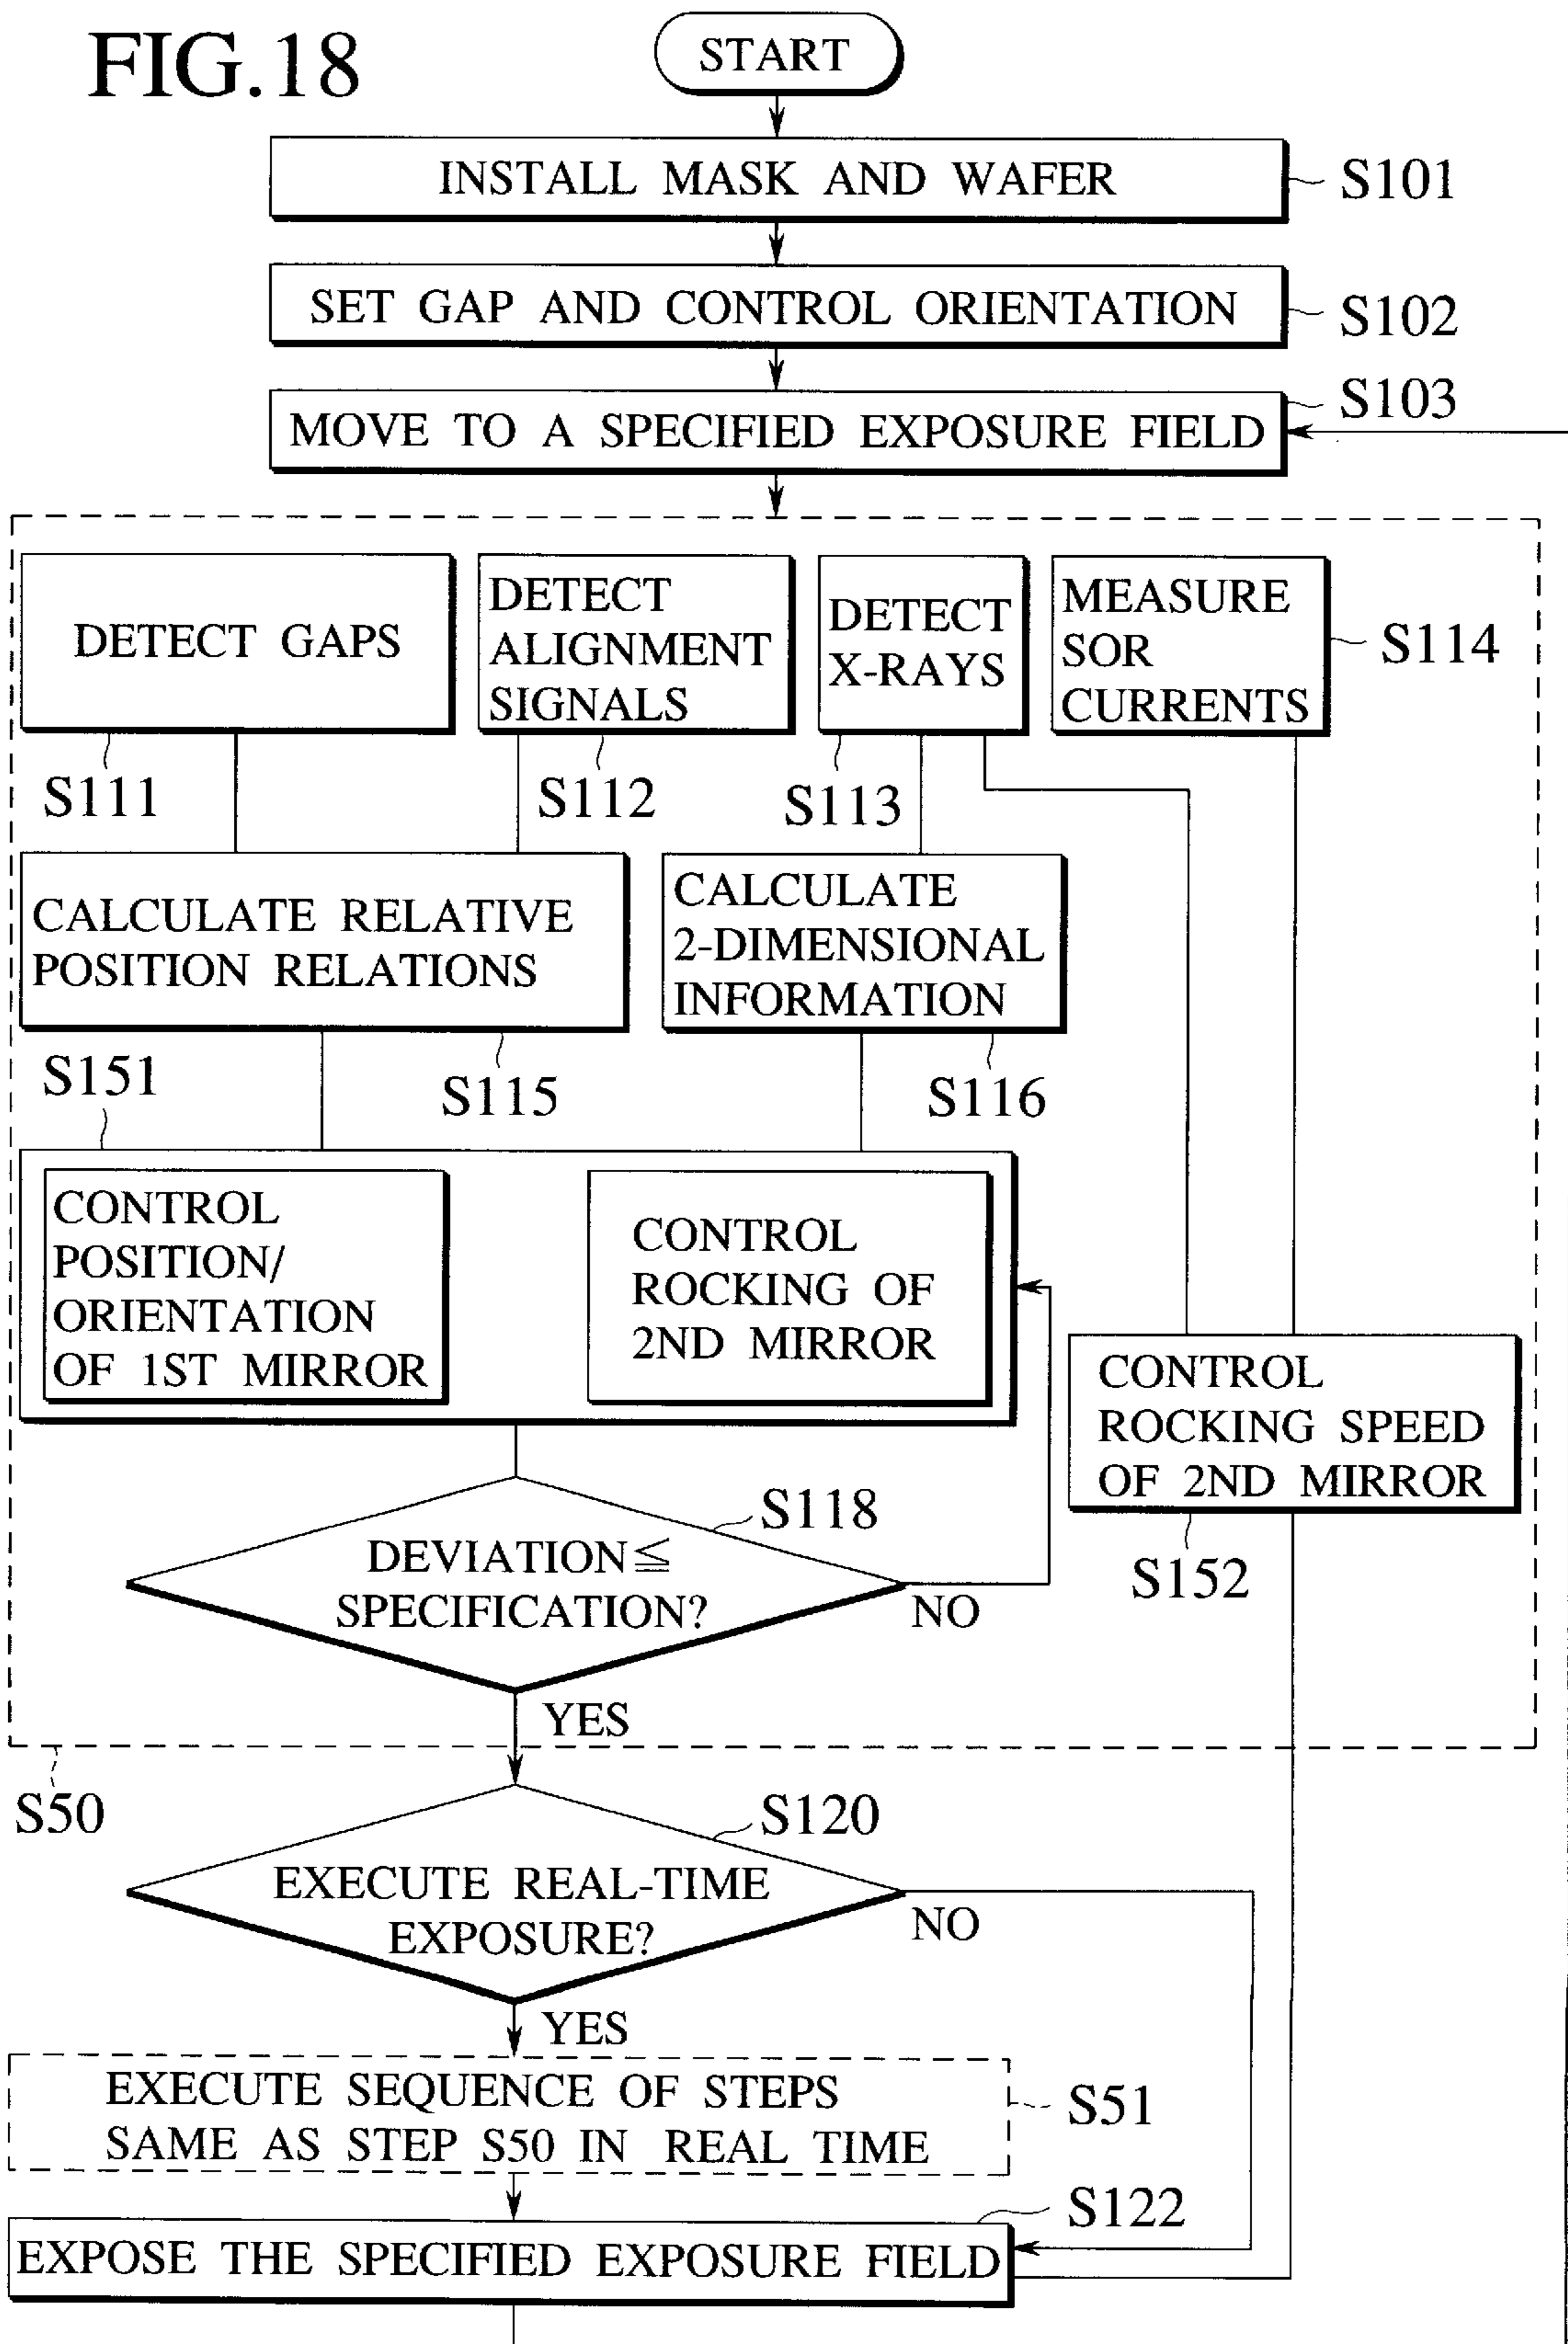 FIG.18
START
INSTALL MASK AND WAFER
S101
SET GAP AND CONTROL ORIENTATION
S102
MOVE TO A SPECIFIED EXPOSURE FIELD
S103
DETECT GAPS
S111
DETECT
ALIGNMENT
SIGNALS
S112
DETECT
X-RAYS
S113
MEASURE
SOR
CURRENTS
S114
CALCULATE RELATIVE
POSITION RELATIONS
S115
CALCULATE
2-DIMENSIONAL
INFORMATION
S116
S151
CONTROL
POSITION/
ORIENTATION
OF 1ST MIRROR
CONTROL
ROCKING OF
2ND MIRROR
CONTROL
ROCKING SPEED
OF 2ND MIRROR
S152
DEVIATION≦
SPECIFICATION?
S118
NO
YES
S50
EXECUTE REAL-TIME
EXPOSURE?
S120
NO
YES
EXECUTE SEQUENCE OF STEPS
SAME AS STEP S50 IN REAL TIME
S51
EXPOSE THE SPECIFIED EXPOSURE FIELD
S122